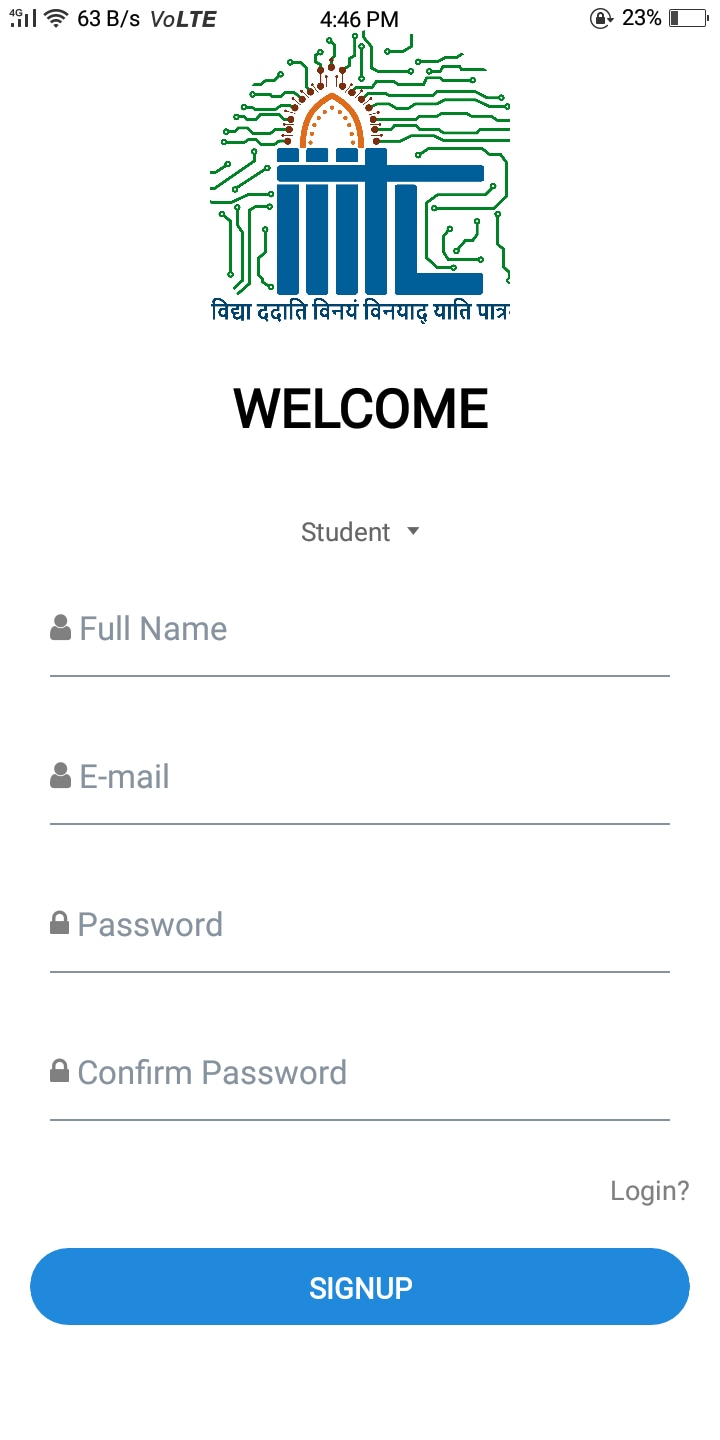 4G 63 B/s VoLTE 4:46 PM 23%
IIITL
विद्या ददाति विनयं विनयाद् याति पात्र
WELCOME
Student
Full Name
E-mail
Password
Confirm Password
Login?
SIGNUP